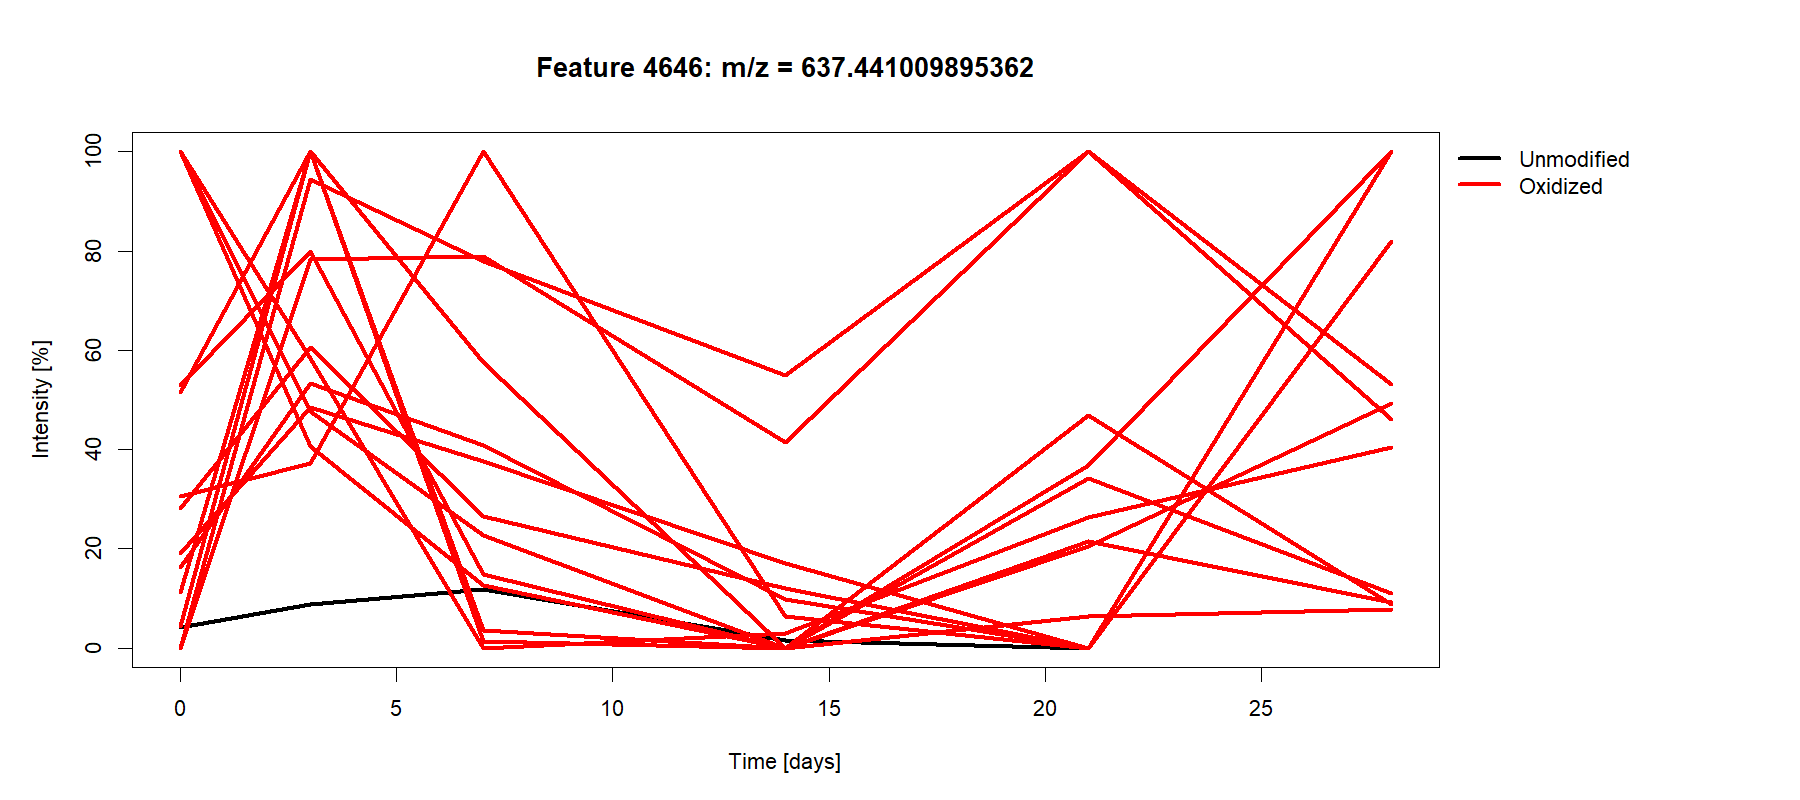 Feature 4646: m/z = 637.441009895362
Unmodified
Oxidized
Intensity [%]
100
80
60
40
20
0
0 5 10 15 20 25
Time [days]